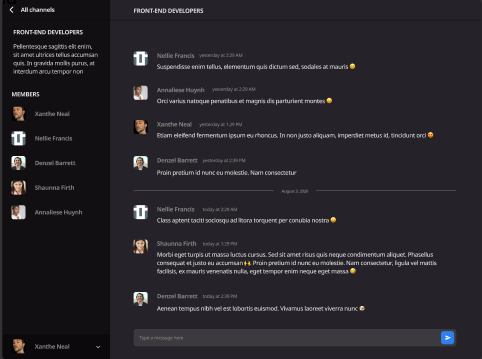 All channels
FRONT-END DEVELOPERS
Pellentesque sagittis elit enim,
sit amet ultrices tellus accumsan
quis. In gravida mollis purus, at
interdum arcu tempor non
MEMBERS
Xanthe Neal
Nellie Francis
Denzel Barrett
Shaunna Firth
Annaliese Huynh
Xanthe Neal
FRONT-END DEVELOPERS
Nellie Francis yesterday at 2:29 AM
Suspendisse enim tellus, elementum quis dictum sed, sodales at mauris 😀
Annaliese Huynh yesterday at 2:29 AM
Orci varius natoque penatibus et magnis dis parturient montes 😀
Xanthe Neal yesterday at 1:29 PM
Etiam eleifend fermentum ipsum eu rhoncus. In non justo aliquam, imperdiet metus id, tincidunt orci 😡
Denzel Barrett yesterday at 2:39 PM
Proin pretium id nunc eu molestie. Nam consectetur
August 3, 2020
Nellie Francis today at 2:29 AM
Class aptent taciti sociosqu ad litora torquent per conubia nostra 😀
Shaunna Firth today at 1:29 PM
Morbi eget turpis ut massa luctus cursus. Sed sit amet risus quis neque condimentum aliquet. Phasellus
consequat et justo eu accumsan 🙌. Proin pretium id nunc eu molestie. Nam consectetur, ligula vel mattis
facilisis, ex mauris venenatis nulla, eget tempor enim neque eget massa 😀
Denzel Barrett today at 2:39 PM
Aenean tempus nibh vel est lobortis euismod. Vivamus laoreet viverra nunc 🐶
Type a message here